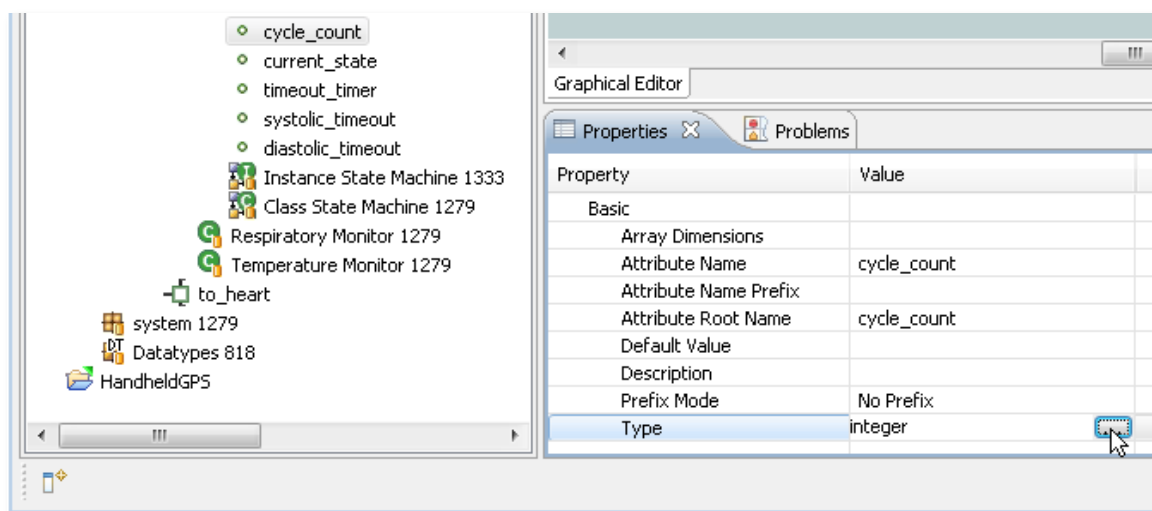 cycle_count
current_state
timeout_timer
systolic_timeout
diastolic_timeout
Instance State Machine 1333
Class State Machine 1279
Respiratory Monitor 1279
Temperature Monitor 1279
to_heart
system 1279
Datatypes 818
HandheldGPS
Graphical Editor
Properties Problems
Property Value
Basic
Array Dimensions
Attribute Name cycle_count
Attribute Name Prefix
Attribute Root Name cycle_count
Default Value
Description
Prefix Mode No Prefix
Type integer ...